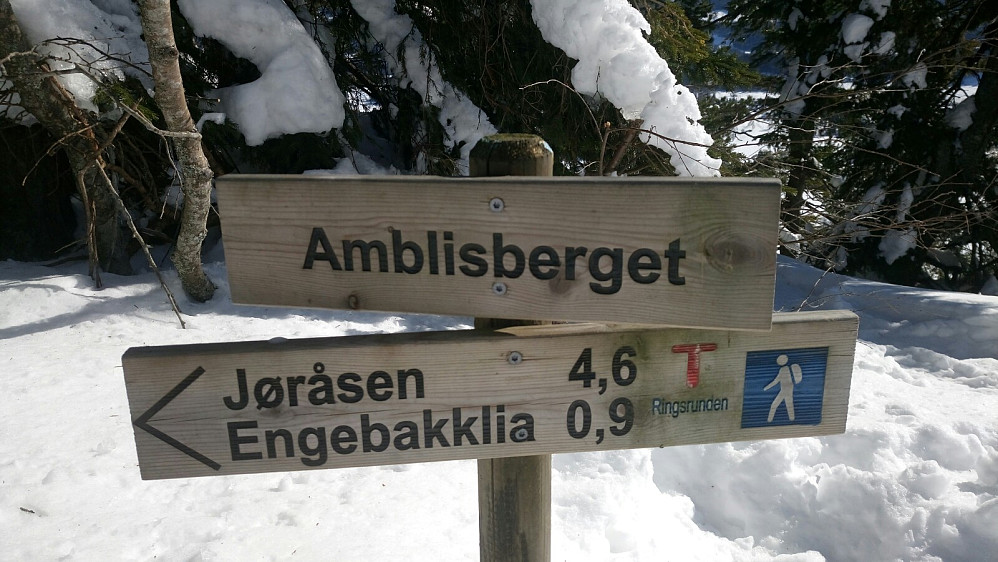 Amblisberget
Jøråsen 4,6
Engebakklia 0,9
T
Ringsrunden